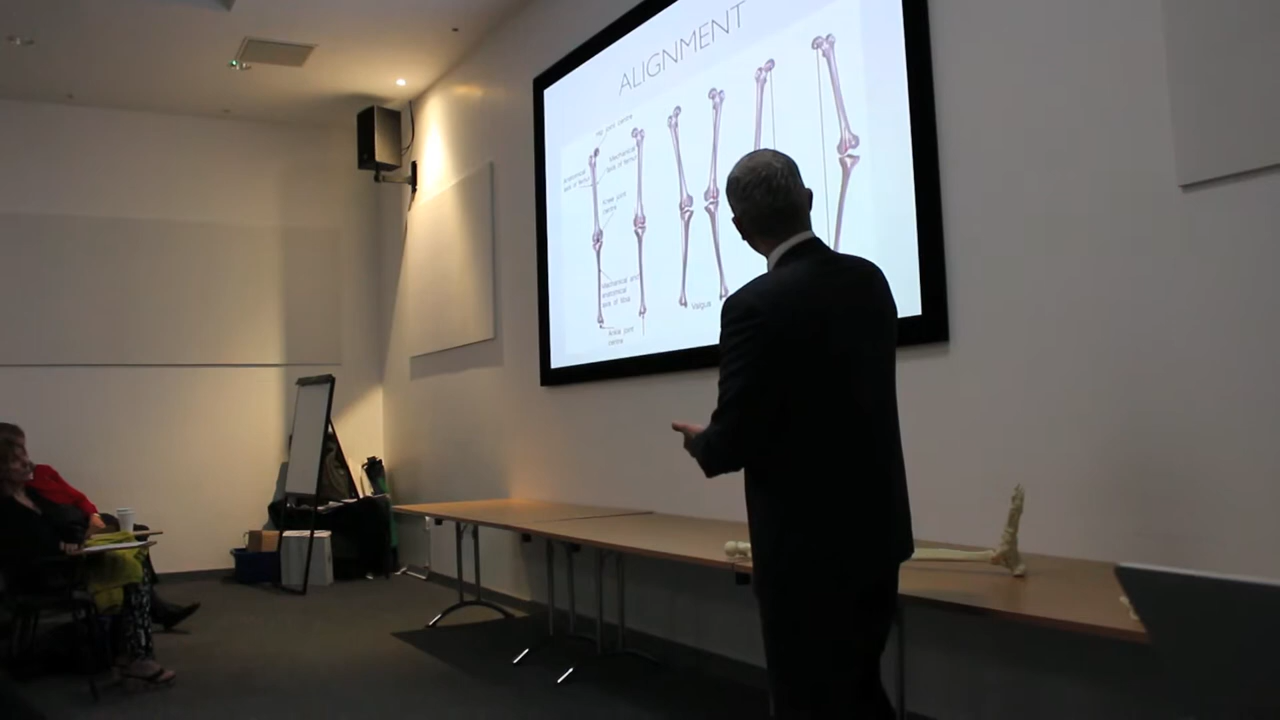 ALIGNMENT
Hip joint centre
Mechanical
axis of femur
Anatomical
axis of femur
Knee joint
centre
Mechanical and
anatomical
axis of tibia
Ankle joint
centre
Valgus